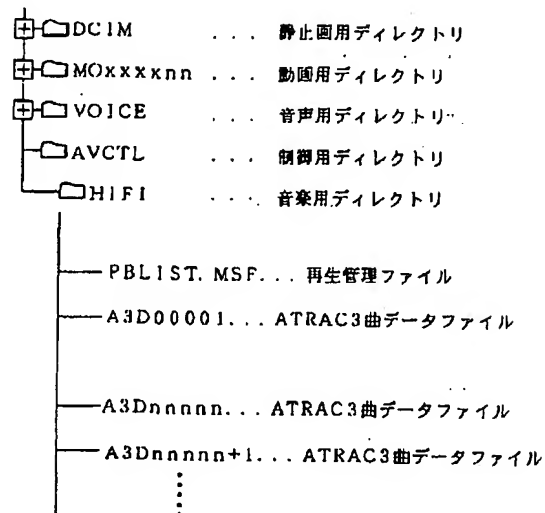 DCIM ... 静止画用ディレクトリ
MOxxxxnn ... 動画用ディレクトリ
VOICE ... 音声用ディレクトリ
AVCTL ... 制御用ディレクトリ
HIFI ... 音楽用ディレクトリ
PBLIST.MSF... 再生管理ファイル
A3D00001... ATRAC3曲データファイル
A3Dnnnnn... ATRAC3曲データファイル
A3Dnnnnn+1... ATRAC3曲データファイル